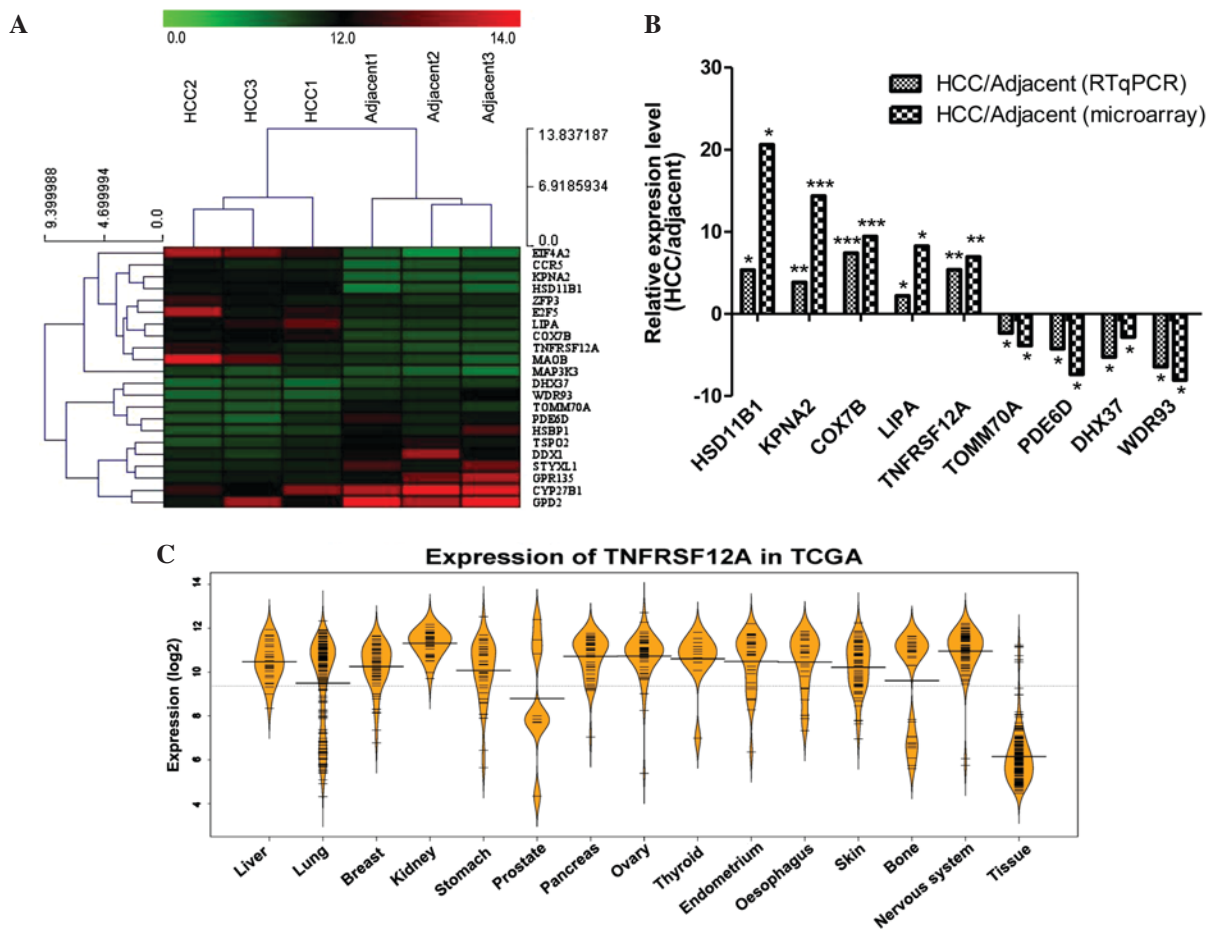 A
0.0 12.0 14.0
HCC2
HCC3
HCC1
Adjacent1
Adjacent2
Adjacent3
13.837187
6.9185934
0.0
9.399988
4.699994
0.0
EIF4A2
CCR5
KPNA2
HSD11B1
ZFP3
E2F5
LIPA
COX7B
TNFRSF12A
MAOB
MAP3K3
DHX37
WDR93
TOMM70A
PDE6D
HSBP1
TSPO2
DDX1
STYXL1
GPR135
CYP27B1
GPD2
B
Relative expression level
(HCC/adjacent)
30
20
10
0
-10
HCC/Adjacent (RTqPCR)
HCC/Adjacent (microarray)
* * ** *** *** *** * * ** **
* * * * * * * *
HSD11B1
KPNA2
COX7B
LIPA
TNFRSF12A
TOMM70A
PDE6D
DHX37
WDR93
C
Expression of TNFRSF12A in TCGA
Expression (log2)
14
12
10
8
6
4
Liver
Lung
Breast
Kidney
Stomach
Prostate
Pancreas
Ovary
Thyroid
Endometrium
Oesophagus
Skin
Bone
Nervous system
Tissue